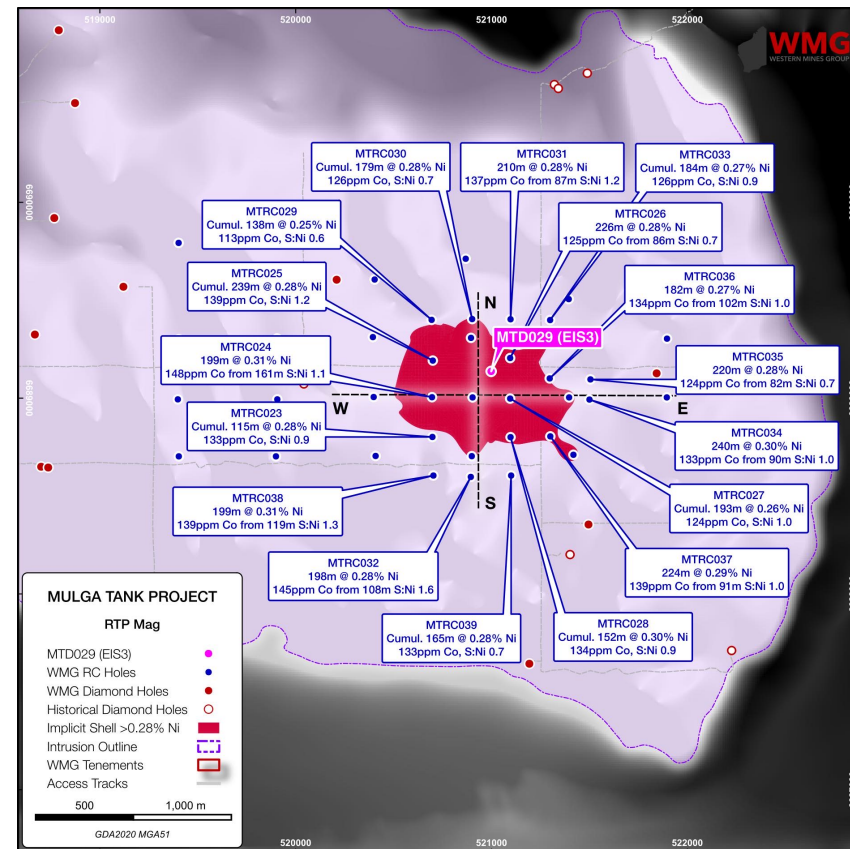 519000
520000
521000
522000
WMG
WESTERN MINES GROUP
MTRC030
Cumul. 179m @ 0.28% Ni
126ppm Co, S:Ni 0.7
MTRC031
210m @ 0.28% Ni
137ppm Co from 87m S:Ni 1.2
MTRC033
Cumul. 184m @ 0.27% Ni
126ppm Co, S:Ni 0.9
MTRC029
Cumul. 138m @ 0.25% Ni
113ppm Co, S:Ni 0.6
MTRC026
226m @ 0.28% Ni
125ppm Co from 86m S:Ni 0.7
MTRC025
Cumul. 239m @ 0.28% Ni
139ppm Co, S:Ni 1.2
MTRC036
182m @ 0.27% Ni
134ppm Co from 102m S:Ni 1.0
N
MTD029 (EIS3)
MTRC024
199m @ 0.31% Ni
148ppm Co from 161m S:Ni 1.1
MTRC035
220m @ 0.28% Ni
124ppm Co from 82m S:Ni 0.7
W
E
MTRC023
Cumul. 115m @ 0.28% Ni
133ppm Co, S:Ni 0.9
MTRC034
240m @ 0.30% Ni
133ppm Co from 90m S:Ni 1.0
MTRC038
199m @ 0.31% Ni
139ppm Co from 119m S:Ni 1.3
S
MTRC027
Cumul. 193m @ 0.26% Ni
124ppm Co, S:Ni 1.0
MTRC032
198m @ 0.28% Ni
145ppm Co from 108m S:Ni 1.6
MTRC037
224m @ 0.29% Ni
139ppm Co from 91m S:Ni 1.0
MTRC039
Cumul. 165m @ 0.28% Ni
133ppm Co, S:Ni 0.7
MTRC028
Cumul. 152m @ 0.30% Ni
134ppm Co, S:Ni 0.9
MULGA TANK PROJECT
RTP Mag
MTD029 (EIS3)
WMG RC Holes
WMG Diamond Holes
Historical Diamond Holes
Implicit Shell >0.28% Ni
Intrusion Outline
WMG Tenements
Access Tracks
500
1,000 m
GDA2020 MGA51
520000
521000
522000